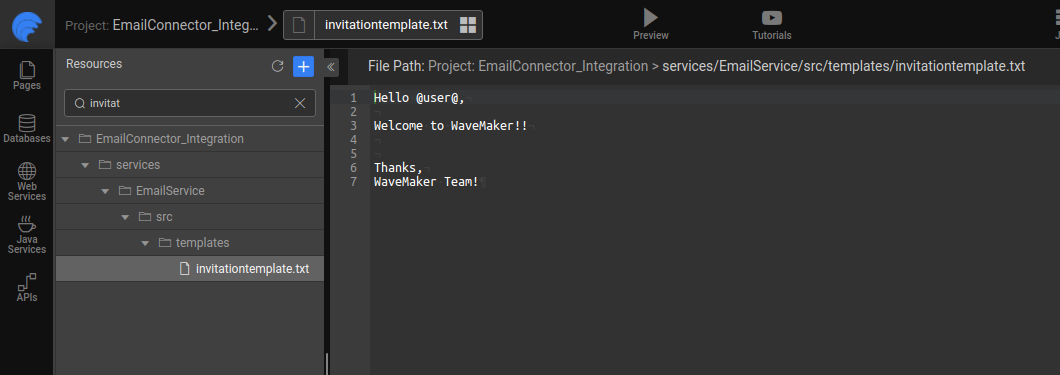 Project: EmailConnector_Integ...
invitationtemplate.txt
Preview
Tutorials
Pages
Databases
Web Services
Java Services
APIs
Resources
invitat
EmailConnector_Integration
services
EmailService
src
templates
invitationtemplate.txt
File Path: Project: EmailConnector_Integration > services/EmailService/src/templates/invitationtemplate.txt
1 Hello @user@,
2
3 Welcome to WaveMaker!!
4
5
6 Thanks,
7 WaveMaker Team!